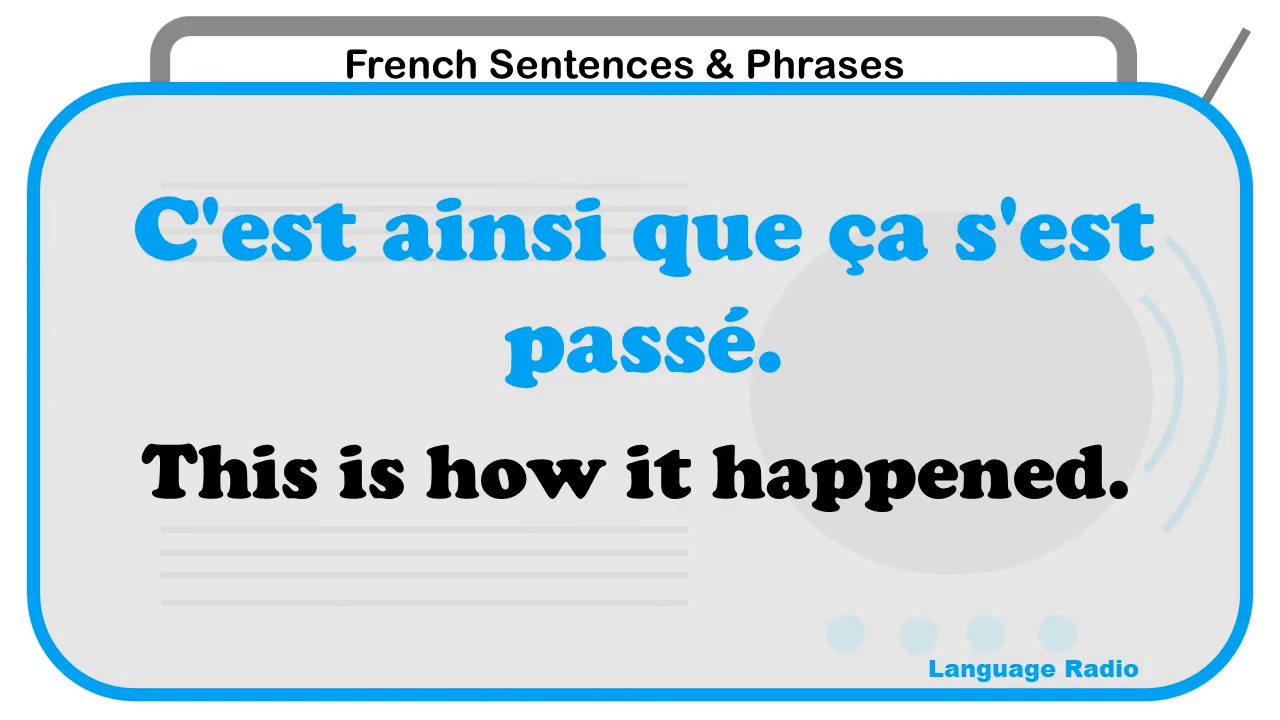 French Sentences & Phrases
C'est ainsi que ça s'est
passé.
This is how it happened.
Language Radio